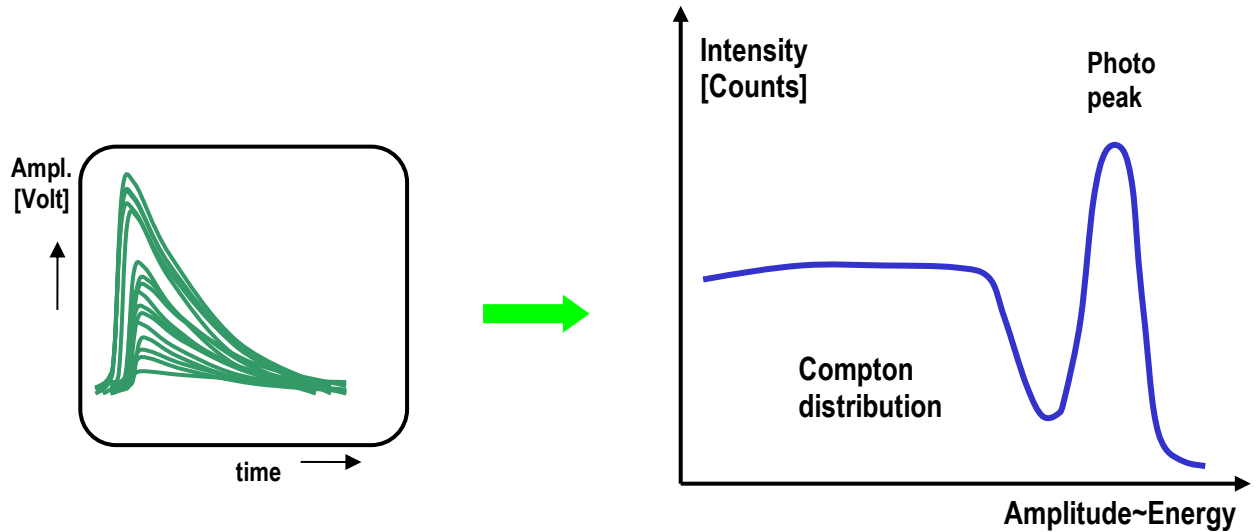 Ampl.
[Volt]
time
Intensity
[Counts]
Photo
peak
Compton
distribution
Amplitude~Energy